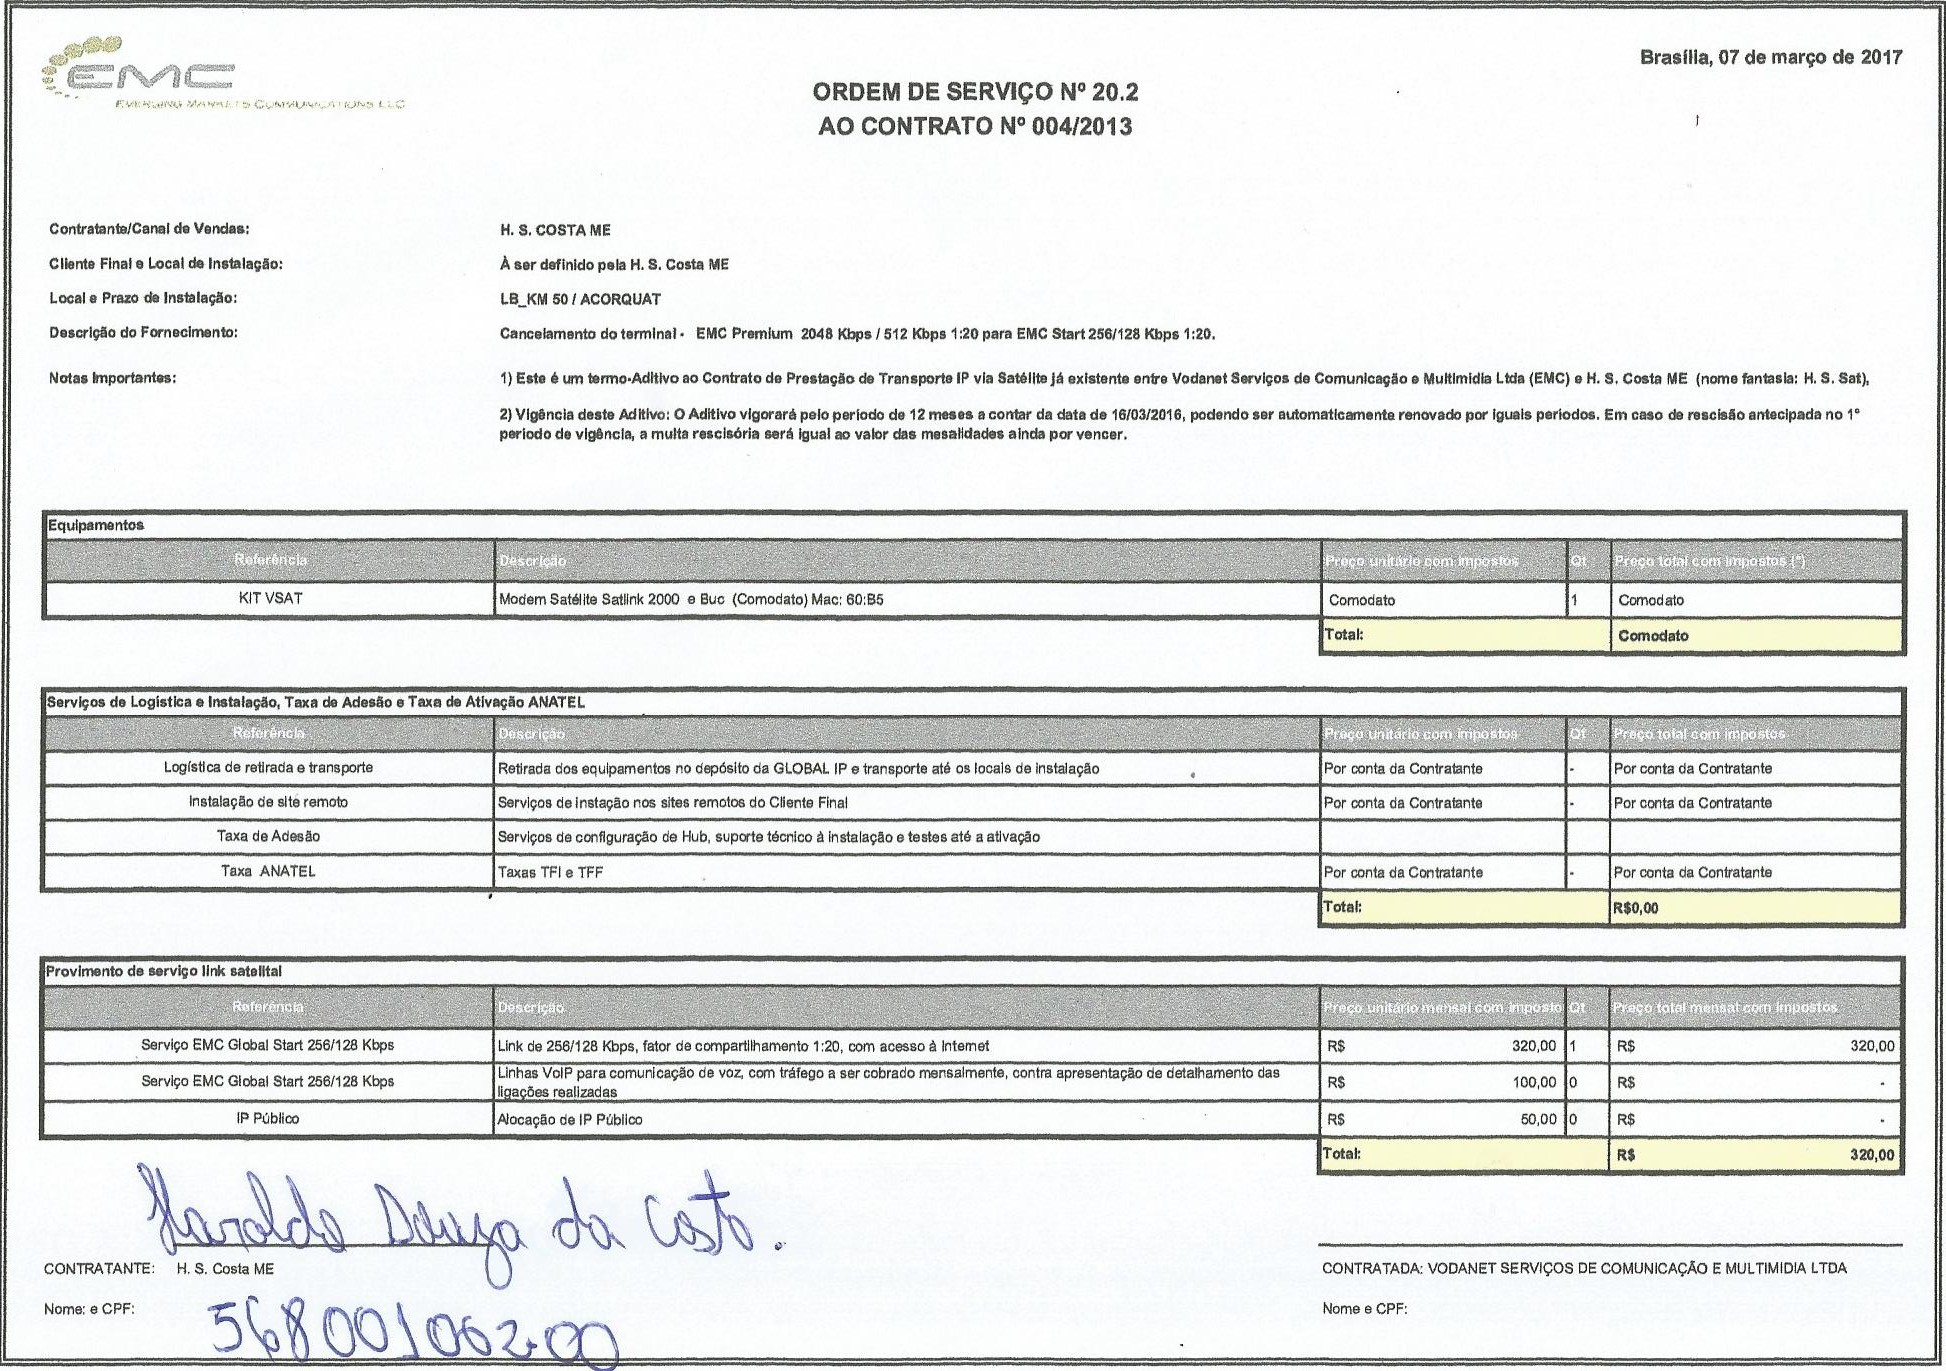 EMC
EMERGING MARKETS COMMUNICATIONS LLC
Brasília, 07 de março de 2017
ORDEM DE SERVIÇO Nº 20.2
AO CONTRATO Nº 004/2013
Contratante/Canal de Vendas: H. S. COSTA ME
Cliente Final e Local de Instalação: À ser definido pela H. S. Costa ME
Local e Prazo de Instalação: LB_KM 50 / ACORQUAT
Descrição do Fornecimento: Cancelamento do terminal - EMC Premium 2048 Kbps / 512 Kbps 1:20 para EMC Start 256/128 Kbps 1:20.
Notas Importantes: 1) Este é um termo-Aditivo ao Contrato de Prestação de Transporte IP via Satélite já existente entre Vodanet Serviços de Comunicação e Multimidia Ltda (EMC) e H. S. Costa ME (nome fantasia: H. S. Sat),
2) Vigência deste Aditivo: O Aditivo vigorará pelo periodo de 12 meses a contar da data de 16/03/2016, podendo ser automaticamente renovado por iguais periodos. Em caso de rescisão antecipada no 1°
periodo de vigência, a multa rescisória será igual ao valor das mesalidades ainda por vencer.
Equipamentos
Referência Descrição Preço unitário com impostos Qt Preço total com impostos (*)
KIT VSAT Modem Satélite Satlink 2000 e Buc (Comodato) Mac: 60:B5 Comodato 1 Comodato
Total: Comodato
Serviços de Logística e Instalação, Taxa de Adesão e Taxa de Ativação ANATEL
Referência Descrição Preço unitário com impostos Qt Preço total com impostos
Logística de retirada e transporte Retirada dos equipamentos no depósito da GLOBAL IP e transporte até os locais de instalação Por conta da Contratante - Por conta da Contratante
Instalação de site remoto Serviços de instação nos sites remotos do Cliente Final Por conta da Contratante - Por conta da Contratante
Taxa de Adesão Serviços de configuração de Hub, suporte técnico à instalação e testes até a ativação
Taxa ANATEL Taxas TFI e TFF Por conta da Contratante - Por conta da Contratante
Total: R$0,00
Provimento de serviço link satelital
Referência Descrição Preço unitário mensal com imposto Qt Preço total mensal com impostos
Serviço EMC Global Start 256/128 Kbps Link de 256/128 Kbps, fator de compartilhamento 1:20, com acesso à Internet R$ 320,00 1 R$ 320,00
Serviço EMC Global Start 256/128 Kbps Linhas VoIP para comunicação de voz, com tráfego a ser cobrado mensalmente, contra apresentação de detalhamento das
ligações realizadas R$ 100,00 0 R$ -
IP Público Alocação de IP Público R$ 50,00 0 R$ -
Total: R$ 320,00
Haroldo Souza da Costa.
CONTRATANTE: H. S. Costa ME
CONTRATADA: VODANET SERVIÇOS DE COMUNICAÇÃO E MULTIMIDIA LTDA
Nome: e CPF: 56800106200
Nome e CPF: